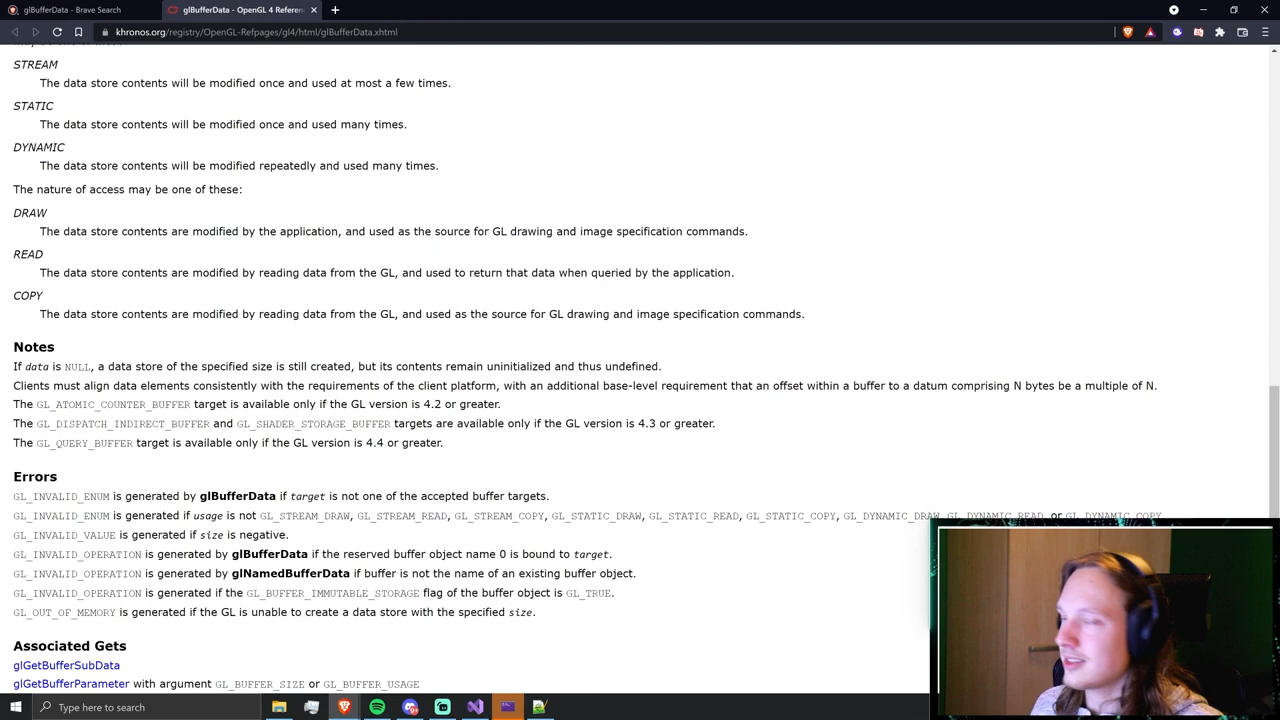 glBufferData - Brave Search
glBufferData - OpenGL 4 Referen
khronos.org/registry/OpenGL-Refpages/gl4/html/glBufferData.xhtml
STREAM
The data store contents will be modified once and used at most a few times.
STATIC
The data store contents will be modified once and used many times.
DYNAMIC
The data store contents will be modified repeatedly and used many times.
The nature of access may be one of these:
DRAW
The data store contents are modified by the application, and used as the source for GL drawing and image specification commands.
READ
The data store contents are modified by reading data from the GL, and used to return that data when queried by the application.
COPY
The data store contents are modified by reading data from the GL, and used as the source for GL drawing and image specification commands.
Notes
If data is NULL, a data store of the specified size is still created, but its contents remain uninitialized and thus undefined.
Clients must align data elements consistently with the requirements of the client platform, with an additional base-level requirement that an offset within a buffer to a datum comprising N bytes be a multiple of N.
The GL_ATOMIC_COUNTER_BUFFER target is available only if the GL version is 4.2 or greater.
The GL_DISPATCH_INDIRECT_BUFFER and GL_SHADER_STORAGE_BUFFER targets are available only if the GL version is 4.3 or greater.
The GL_QUERY_BUFFER target is available only if the GL version is 4.4 or greater.
Errors
GL_INVALID_ENUM is generated by glBufferData if target is not one of the accepted buffer targets.
GL_INVALID_ENUM is generated if usage is not GL_STREAM_DRAW, GL_STREAM_READ, GL_STREAM_COPY, GL_STATIC_DRAW, GL_STATIC_READ, GL_STATIC_COPY, GL_DYNAMIC_DRAW, GL_DYNAMIC_READ, or GL_DYNAMIC_COPY
GL_INVALID_VALUE is generated if size is negative.
GL_INVALID_OPERATION is generated by glBufferData if the reserved buffer object name 0 is bound to target.
GL_INVALID_OPERATION is generated by glNamedBufferData if buffer is not the name of an existing buffer object.
GL_INVALID_OPERATION is generated if the GL_BUFFER_IMMUTABLE_STORAGE flag of the buffer object is GL_TRUE.
GL_OUT_OF_MEMORY is generated if the GL is unable to create a data store with the specified size.
Associated Gets
glGetBufferSubData
glGetBufferParameter with argument GL_BUFFER_SIZE or GL_BUFFER_USAGE
Type here to search